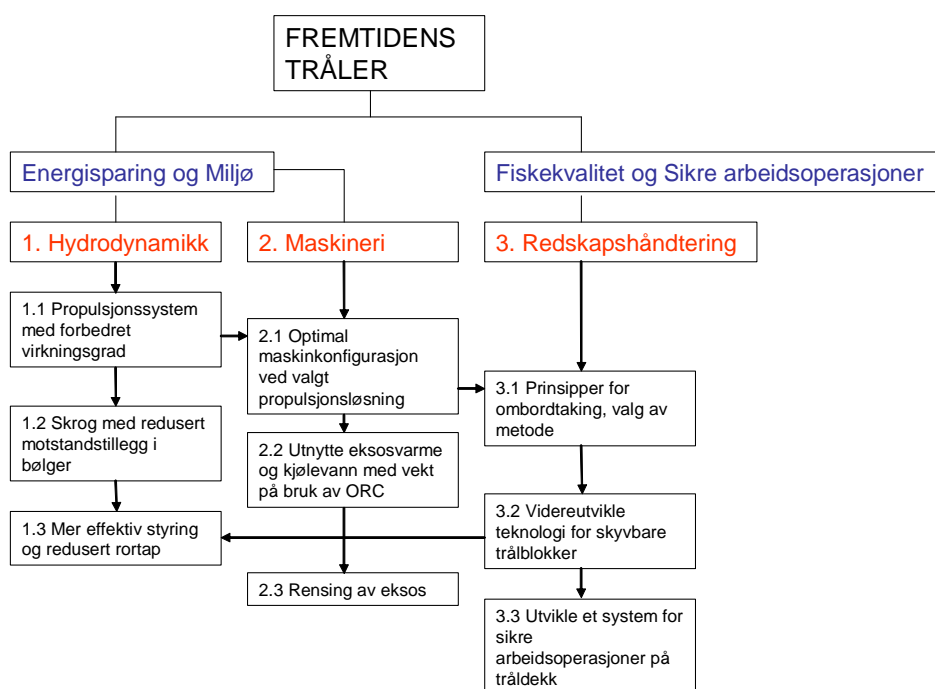 FREMTIDENS
TRÅLER
Energisparing og Miljø
Fiskekvalitet og Sikre arbeidsoperasjoner
1. Hydrodynamikk
2. Maskineri
3. Redskapshåndtering
1.1 Propulsjonssystem
med forbedret
virkningsgrad
1.2 Skrog med redusert
motstandstillegg i
bølger
1.3 Mer effektiv styring
og redusert rortap
2.1 Optimal
maskinkonfigurasjon
ved valgt
propulsjonsløsning
2.2 Utnytte eksosvarme
og kjølevann med vekt
på bruk av ORC
2.3 Rensing av eksos
3.1 Prinsipper for
ombordtaking, valg av
metode
3.2 Videreutvikle
teknologi for skyvbare
trålblokker
3.3 Utvikle et system for
sikre
arbeidsoperasjoner på
tråldekk